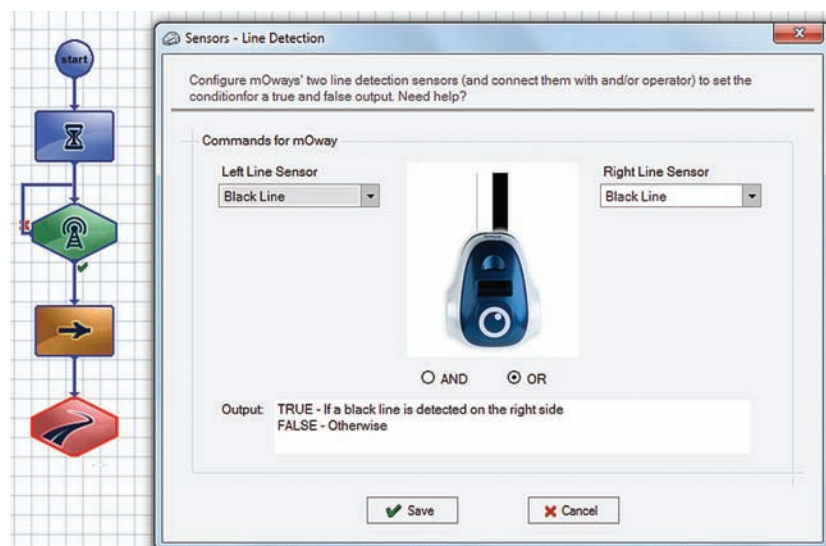 start
Sensors - Line Detection
Configure mOways' two line detection sensors (and connect them with and/or operator) to set the
conditionfor a true and false output. Need help?
Commands for mOway
Left Line Sensor
Right Line Sensor
Black Line
Black Line
AND
OR
Output:
TRUE - If a black line is detected on the right side
FALSE - Otherwise
Save
Cancel